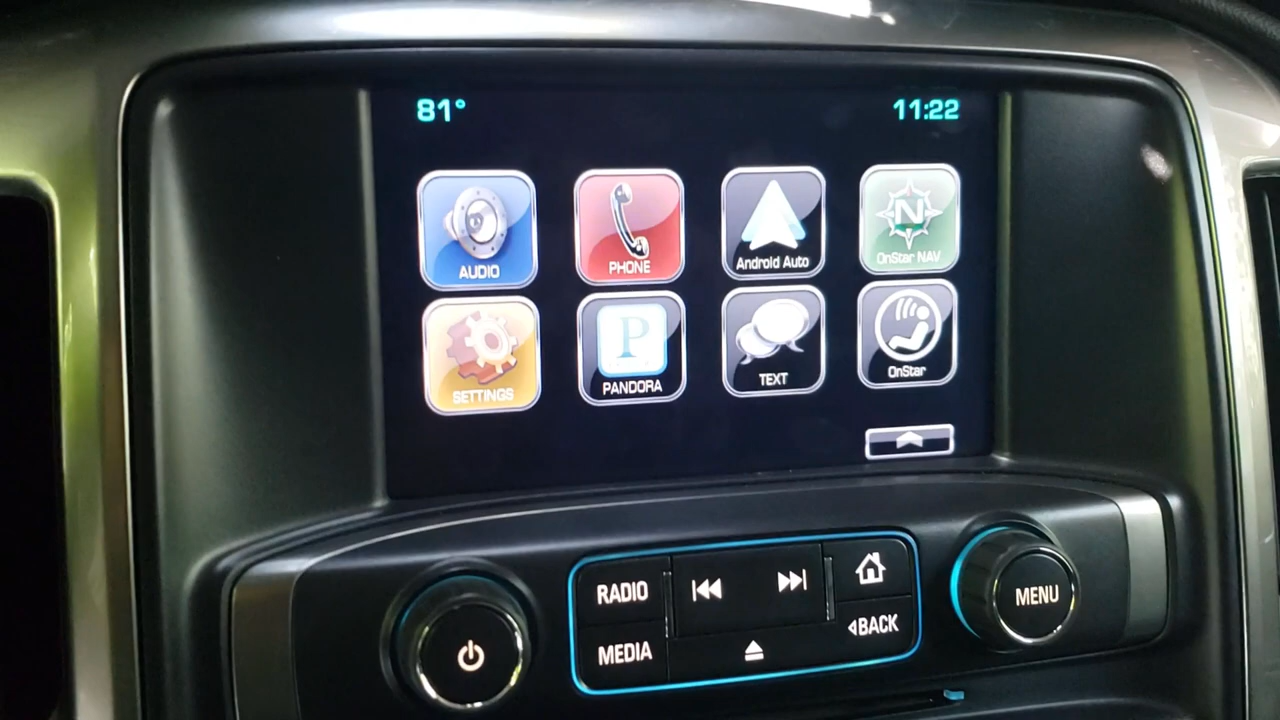 81° 11:22
AUDIO PHONE Android Auto N OnStar NAV
SETTINGS P PANDORA TEXT OnStar
RADIO
MEDIA
BACK
MENU